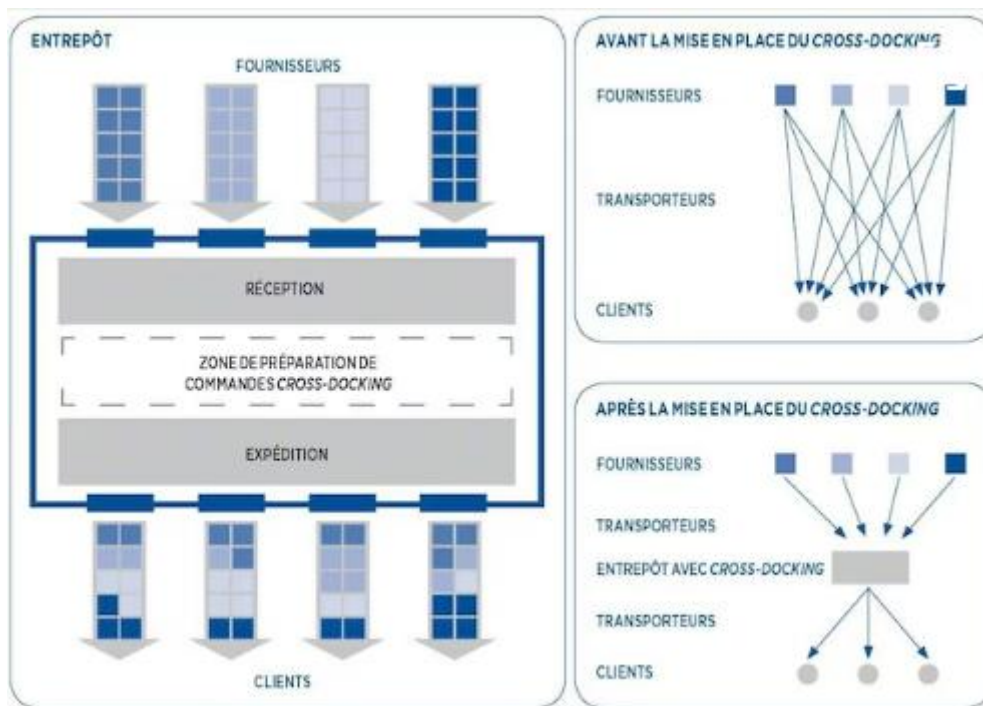 ENTREPÔT
FOURNISSEURS
RÉCEPTION
ZONE DE PRÉPARATION DE
COMMANDES CROSS-DOCKING
EXPÉDITION
CLIENTS
AVANT LA MISE EN PLACE DU CROSS-DOCKING
FOURNISSEURS
TRANSPORTEURS
CLIENTS
APRÈS LA MISE EN PLACE DU CROSS-DOCKING
FOURNISSEURS
TRANSPORTEURS
ENTREPÔT AVEC CROSS-DOCKING
TRANSPORTEURS
CLIENTS